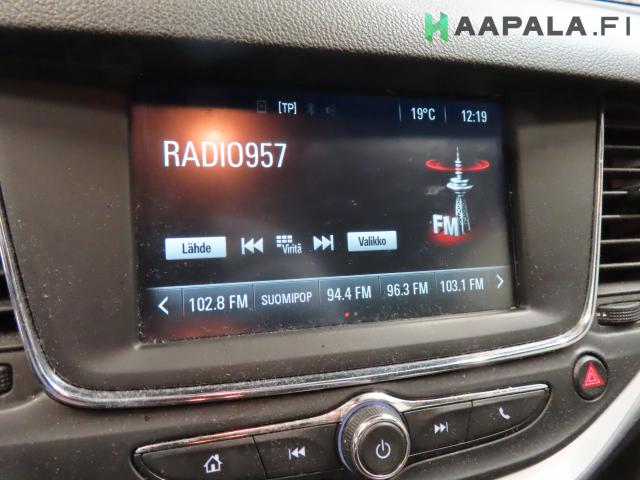 HAAPALA.FI
[TP] 19°C 12:19
RADIO957
FM
Lähde Viritä Valikko
102.8 FM SUOMIPOP 94.4 FM 96.3 FM 103.1 FM